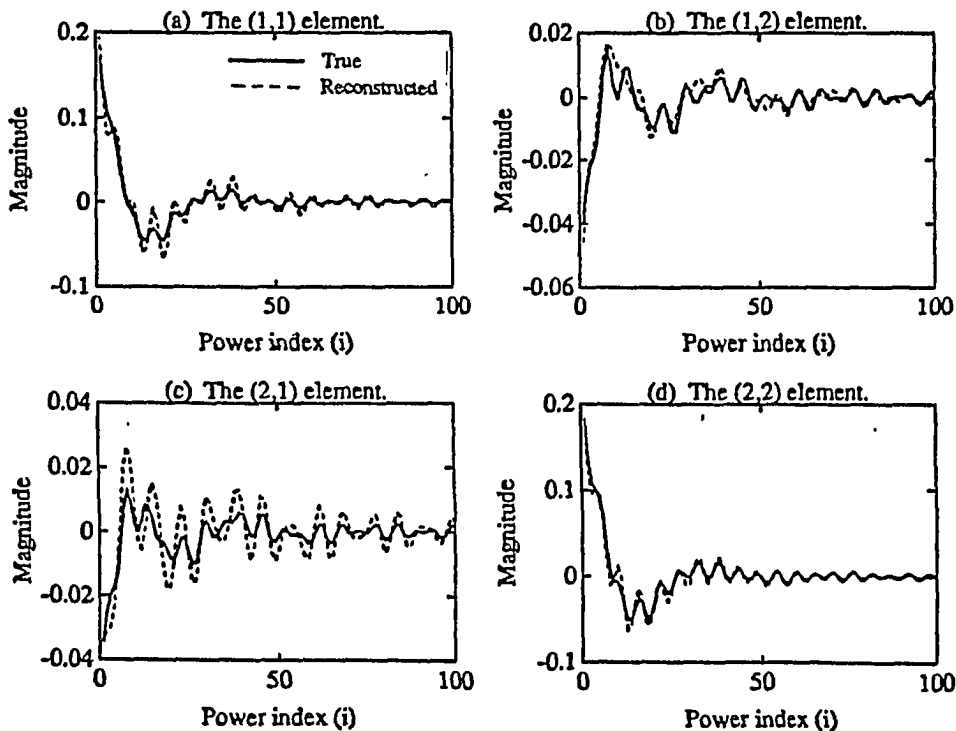 (a) The (1,1) element.
0.2
0.1
0
-0.1
Magnitude
True
Reconstructed
0
50
100
Power index (i)
(b) The (1,2) element.
0.02
0
-0.02
-0.04
-0.06
Magnitude
0
50
100
Power index (i)
(c) The (2,1) element.
0.04
0.02
0
-0.02
-0.04
Magnitude
0
50
100
Power index (i)
(d) The (2,2) element.
0.2
0.1
0
-0.1
Magnitude
0
50
100
Power index (i)